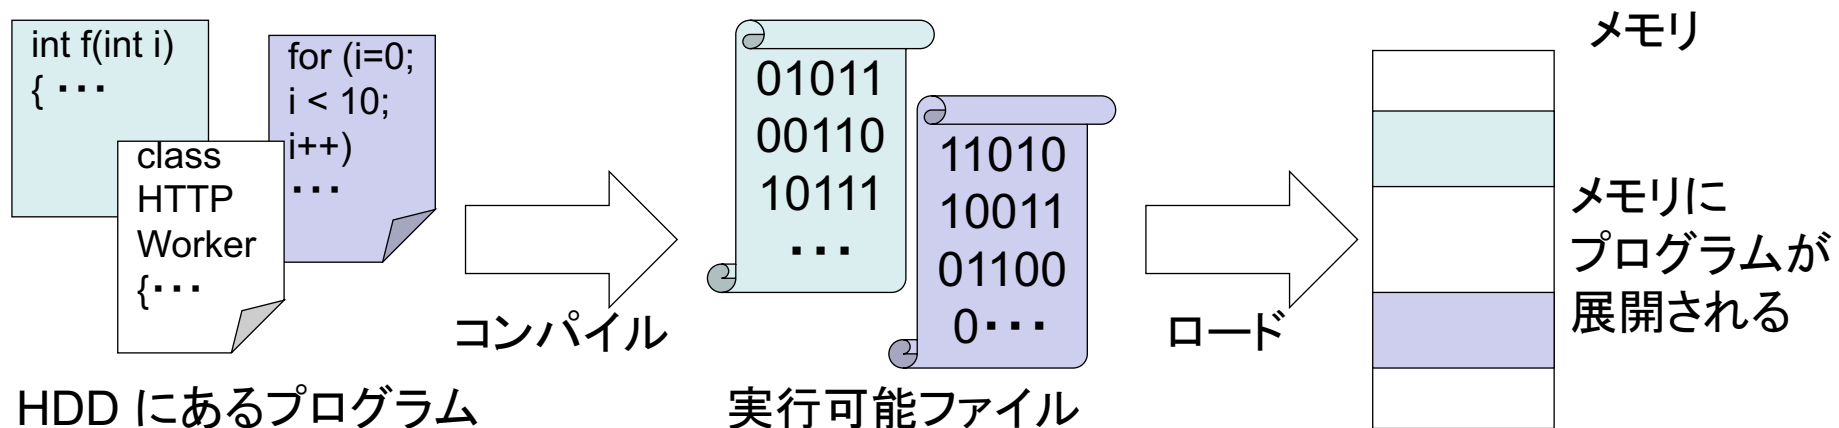 int f(int i)
{ ・・・
for (i=0;
i < 10;
i++)
・・・
class
HTTP
Worker
{・・・
HDD にあるプログラム
コンパイル
01011
00110
10111
・・・
11010
10011
01100
0・・・
実行可能ファイル
ロード
メモリ
メモリに
プログラムが
展開される